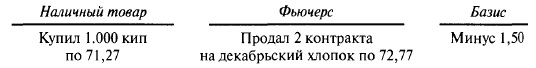 Наличный товар Фьючерс Базис
Купил 1.000 кип Продал 2 контракта Минус 1,50
по 71,27 на декабрьский хлопок по 72,77